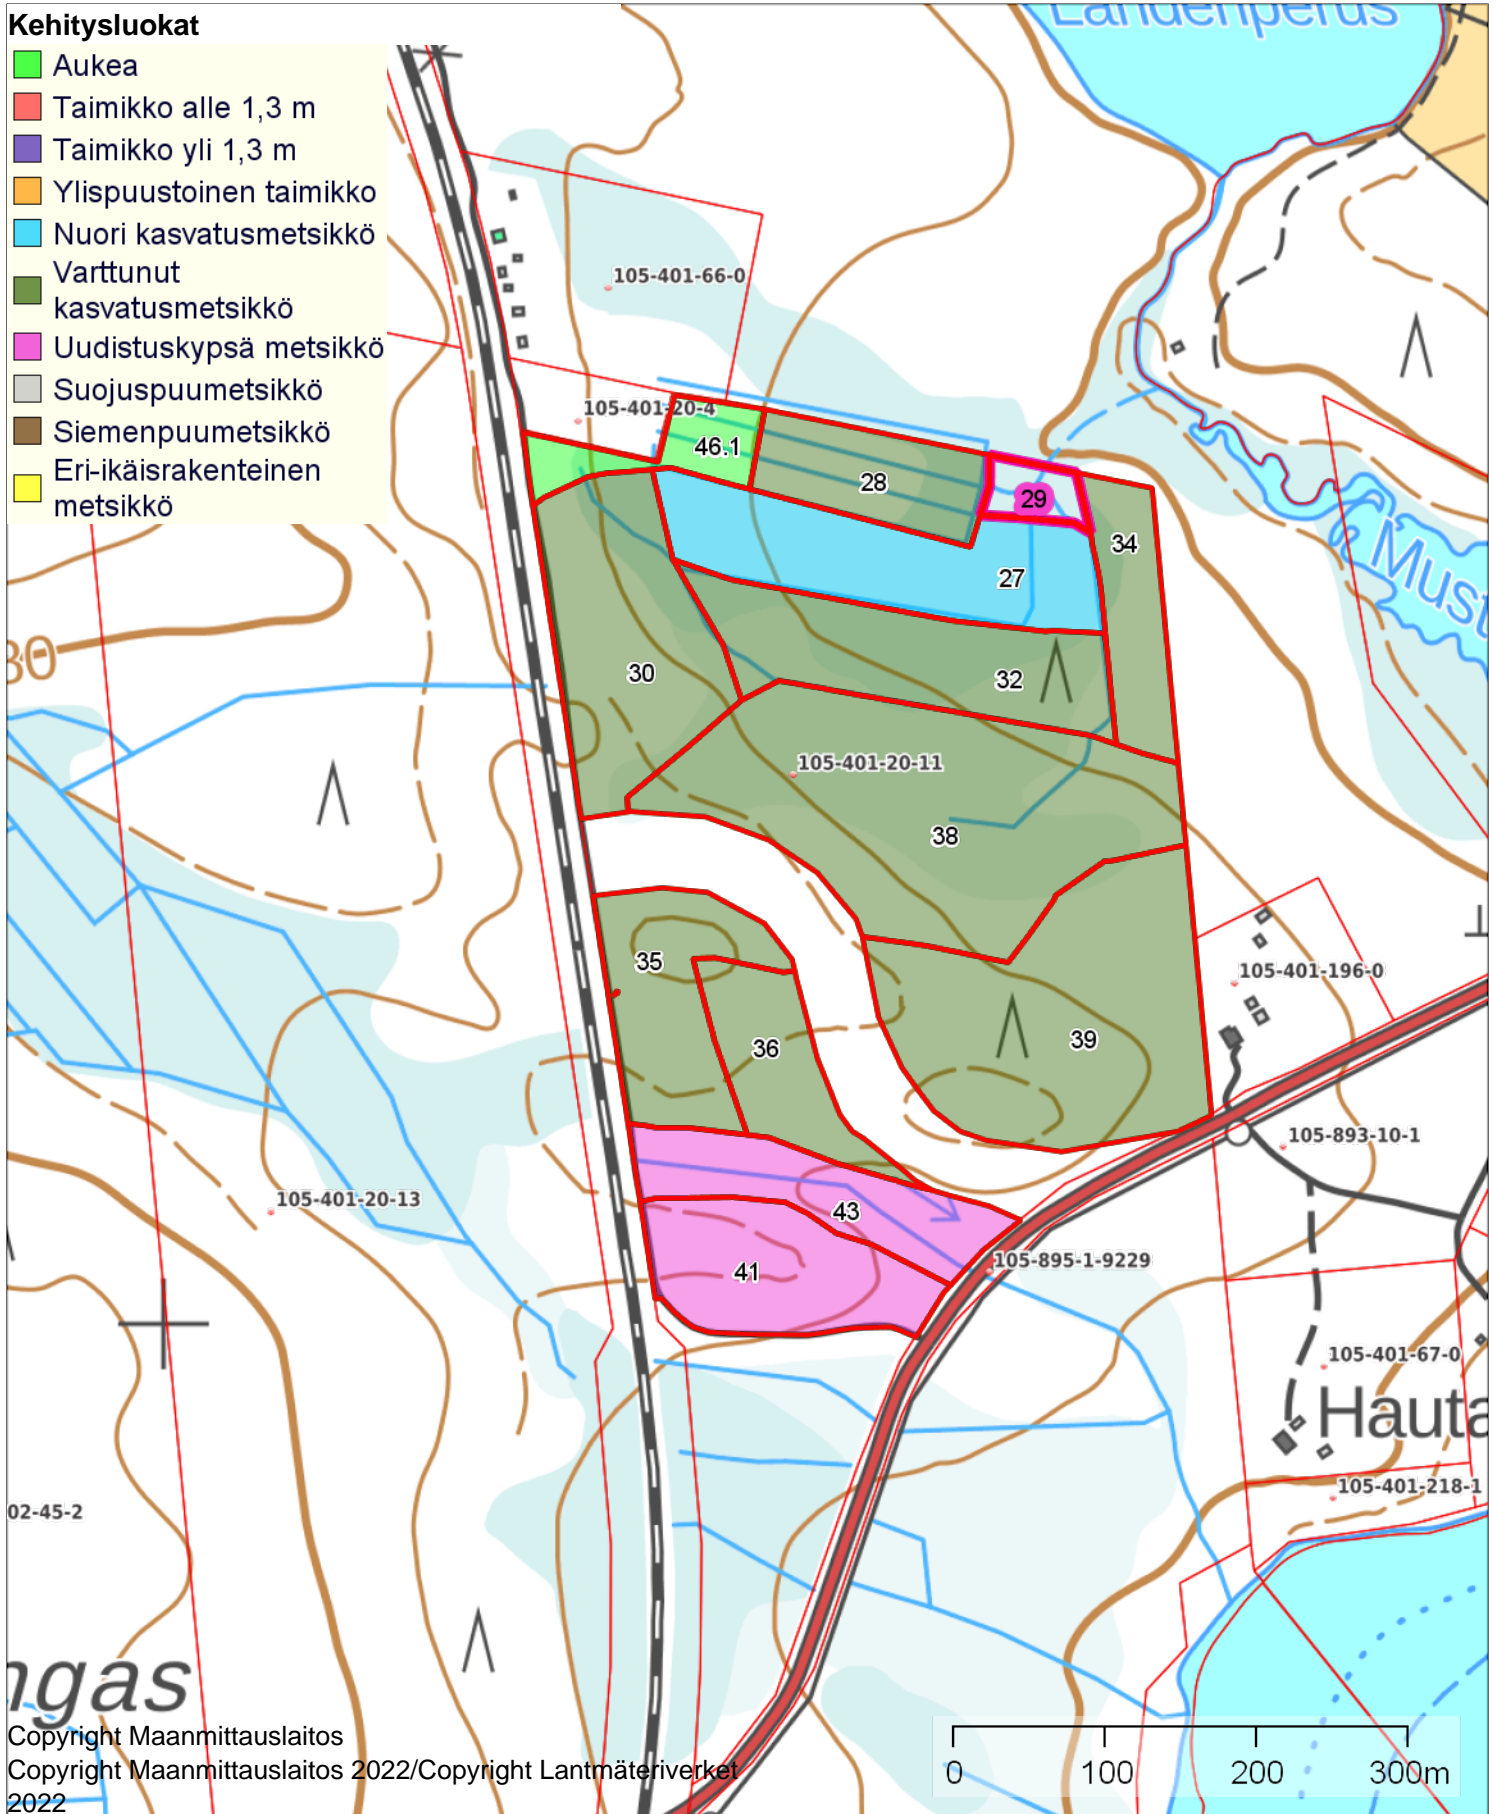 Kehitysluokat
Aukea
Taimikko alle 1,3 m
Taimikko yli 1,3 m
Ylispuustoinen taimikko
Nuori kasvatusmetsikkö
Varttunut
kasvatusmetsikkö
Uudistuskypsä metsikkö
Suojuspuumetsikkö
Siemenpuumetsikkö
Eri-ikäisrakenteinen
metsikkö
105-401-66-0
105-401-20-4
46.1
28
29
34
27
Must
30
30
32
105-401-20-11
38
105-401-196-0
35
36
39
105-893-10-1
105-401-20-13
43
41
105-895-1-9229
105-401-67-0
Hauta
105-401-218-1
02-45-2
ngas
Copyright Maanmittauslaitos
Copyright Maanmittauslaitos 2022/Copyright Lantmäteriverket
2022
0 100 200 300m